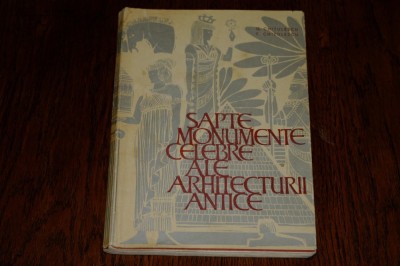 SAPTE
MONUMENTE
CELEBRE
ALE
ARHITECTURII
ANTICE